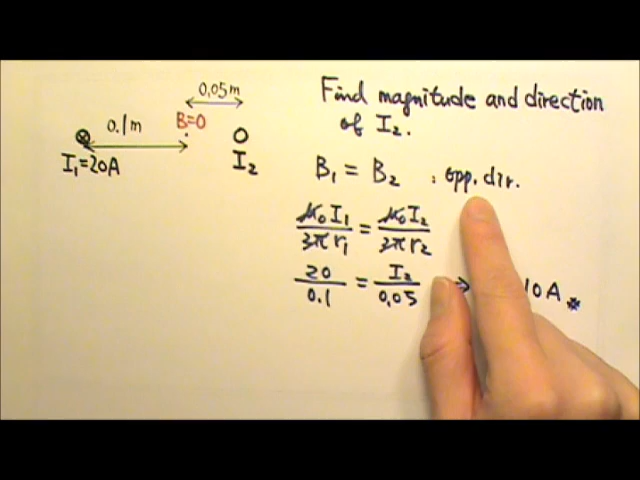 0.05m
0.1m
B=0
I₁=20A
I₂
Find magnitude and direction
of I₂.
B₁ = B₂ : opp. dir.
μ₀I₁/2πr₁ = μ₀I₂/2πr₂
20/0.1 = I₂/0.05 → 10A